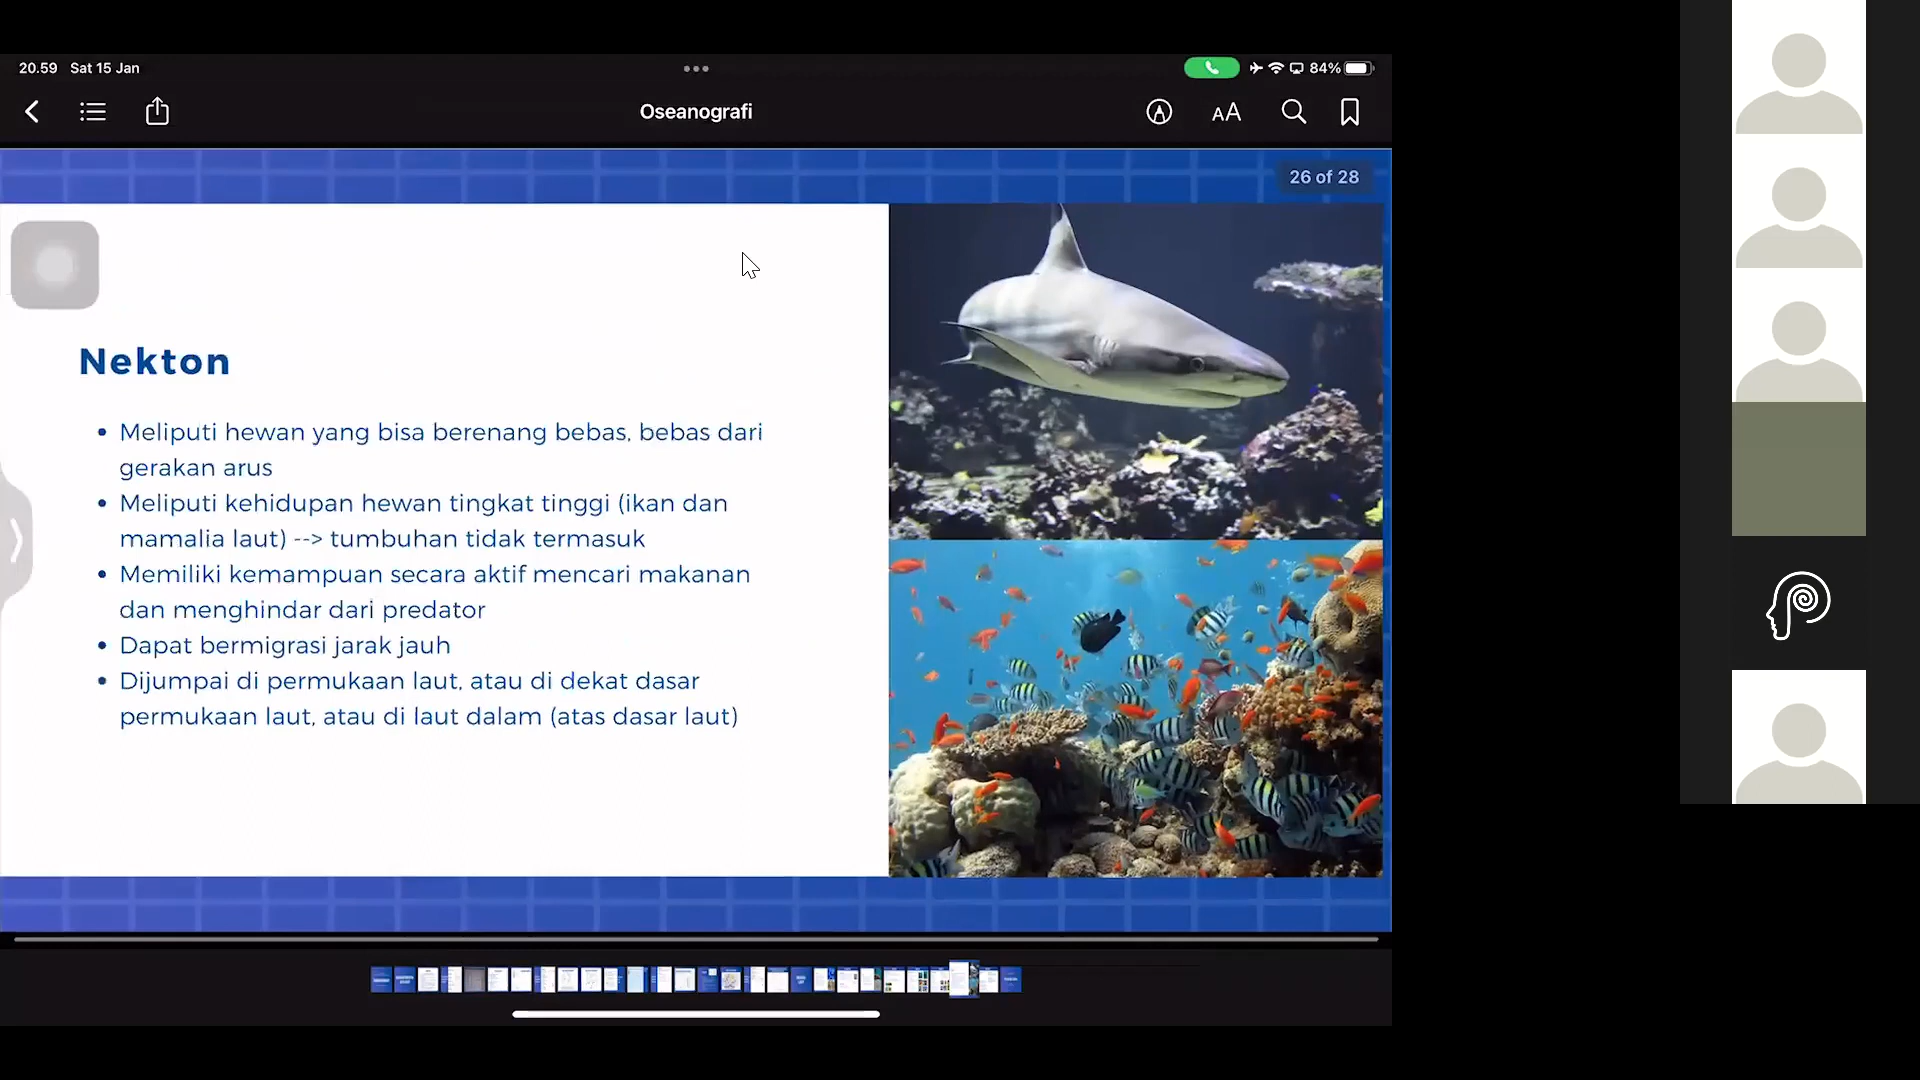 20.59 Sat 15 Jan
84%
Oseanografi
AA
26 of 28
Nekton
• Meliputi hewan yang bisa berenang bebas, bebas dari
gerakan arus
• Meliputi kehidupan hewan tingkat tinggi (ikan dan
mamalia laut) --> tumbuhan tidak termasuk
• Memiliki kemampuan secara aktif mencari makanan
dan menghindar dari predator
• Dapat bermigrasi jarak jauh
• Dijumpai di permukaan laut, atau di dekat dasar
permukaan laut, atau di laut dalam (atas dasar laut)